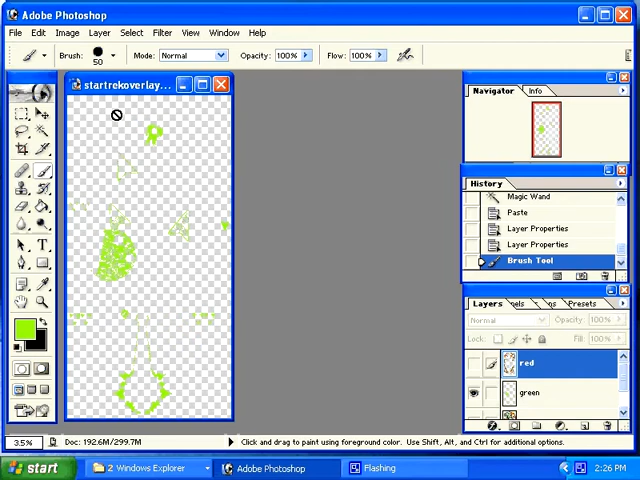 Adobe Photoshop
File Edit Image Layer Select Filter View Window Help
Brush: 50 Mode: Normal Opacity: 100% Flow: 100%
startrekoverlay...
Navigator Info
History
Magic Wand
Paste
Layer Properties
Layer Properties
Brush Tool
Layers Presets
Normal Opacity: 100%
Lock: Fill: 100%
red
green
3.5% Doc: 192.6M/299.7M Click and drag to paint using foreground color. Use Shift, Alt, and Ctrl for additional options.
start 2 Windows Explorer Adobe Photoshop Flashing 2:26 PM